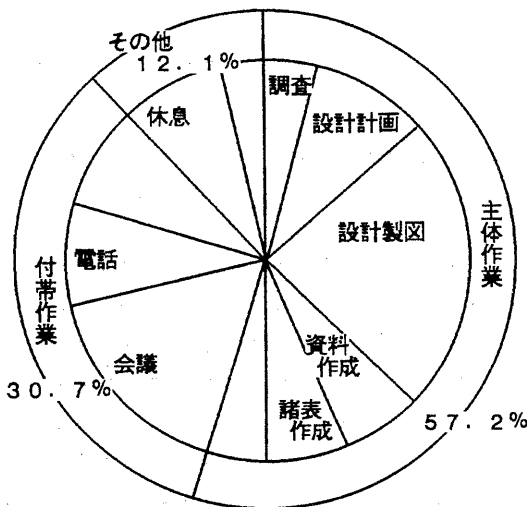 その他
12.1%
調査
設計計画
休息
設計製図
主体作業
電話
付帯作業
会議
資料
作成
諸表
作成
30.7%
57.2%